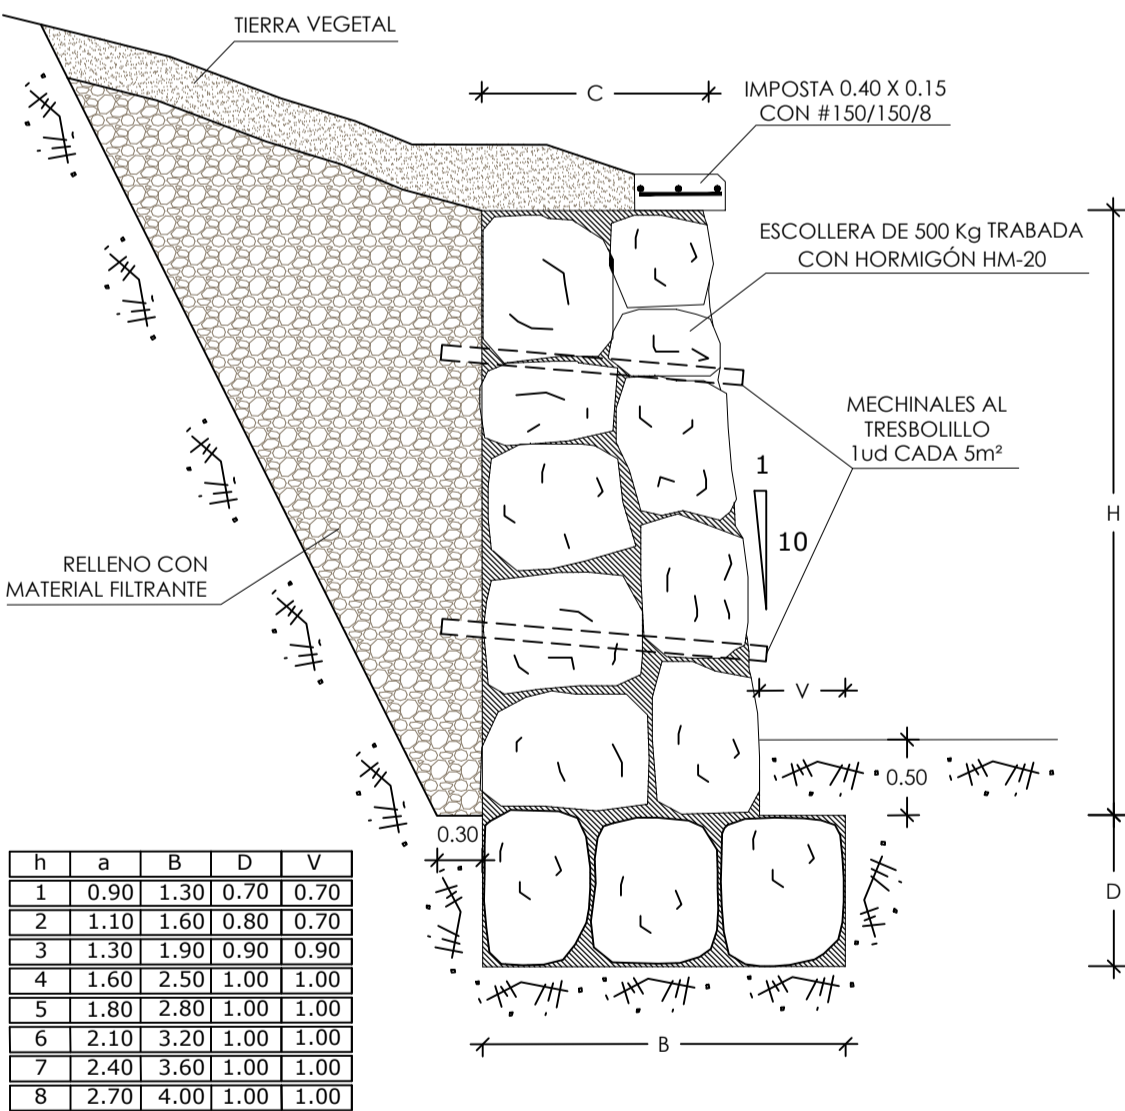 TIERRA VEGETAL
C
IMPOSTA 0.40 X 0.15
CON #150/150/8
ESCOLLERA DE 500 Kg TRABADA
CON HORMIGÓN HM-20
MECHINALES AL
TRESBOLILLO
1ud CADA 5m²
1
10
H
RELLENO CON
MATERIAL FILTRANTE
V
0.50
0.30
D
B
h a B D V
1 0.90 1.30 0.70 0.70
2 1.10 1.60 0.80 0.70
3 1.30 1.90 0.90 0.90
4 1.60 2.50 1.00 1.00
5 1.80 2.80 1.00 1.00
6 2.10 3.20 1.00 1.00
7 2.40 3.60 1.00 1.00
8 2.70 4.00 1.00 1.00